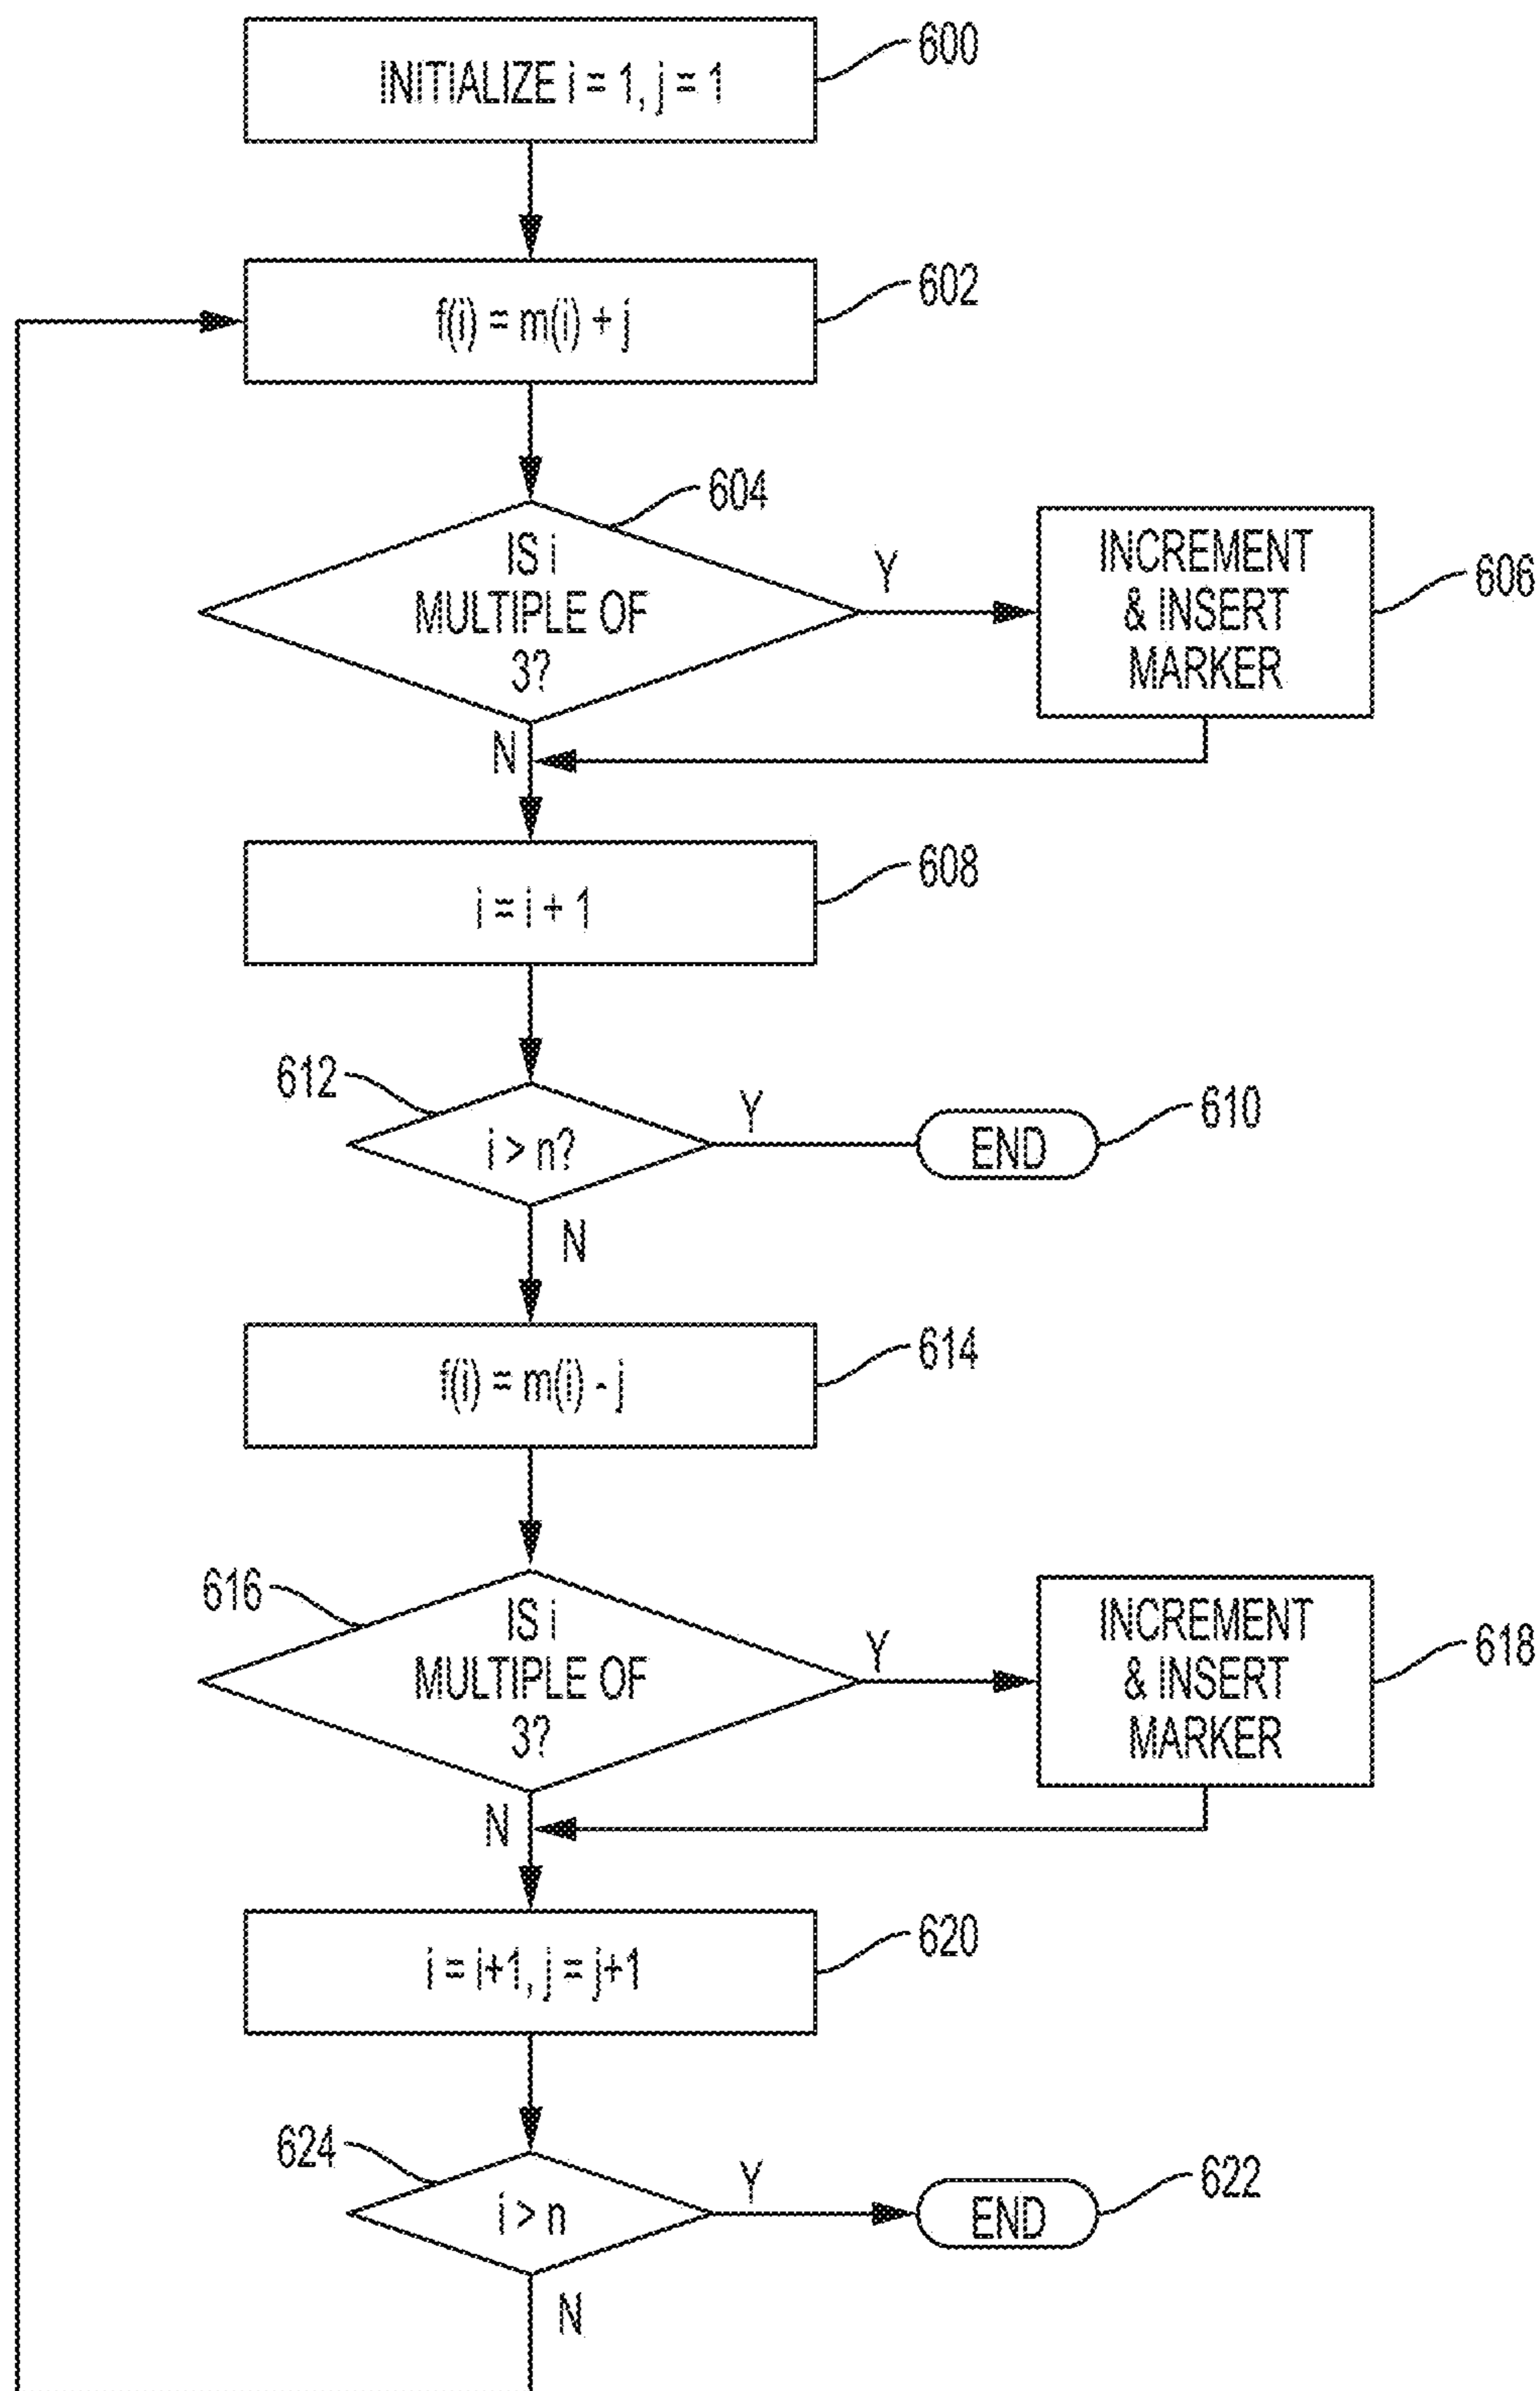 INITIALIZE i = 1, j = 1
600
f(i) = m(i) + j
602
604
IS i
MULTIPLE OF
3?
Y
INCREMENT
& INSERT
MARKER
606
N
i = i + 1
608
612
i > n?
Y
END
610
N
f(i) = m(i) - j
614
616
IS i
MULTIPLE OF
3?
Y
INCREMENT
& INSERT
MARKER
618
N
i = i+1, j = j+1
620
624
i > n
Y
END
622
N